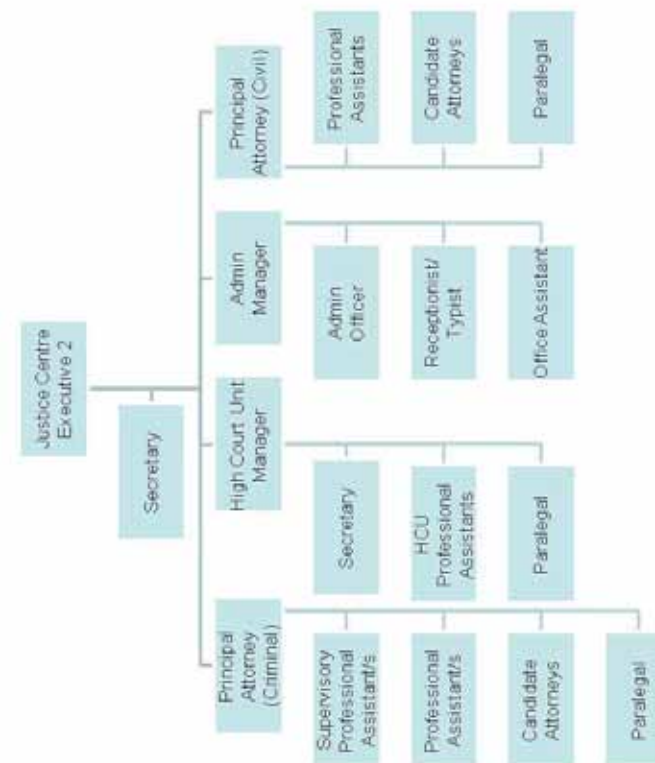 Justice Centre
Executive 2
Secretary
Principal
Attorney
(Criminal)
High Court Unit
Manager
Admin
Manager
Principal
Attorney (Civil)
Supervisory
Professional
Assistant/s
Professional
Assistant/s
Candidate
Attorneys
Paralegal
Secretary
HCU
Professional
Assistants
Paralegal
Admin
Officer
Receptionist/
Typist
Office Assistant
Professional
Assistants
Candidate
Attorneys
Paralegal